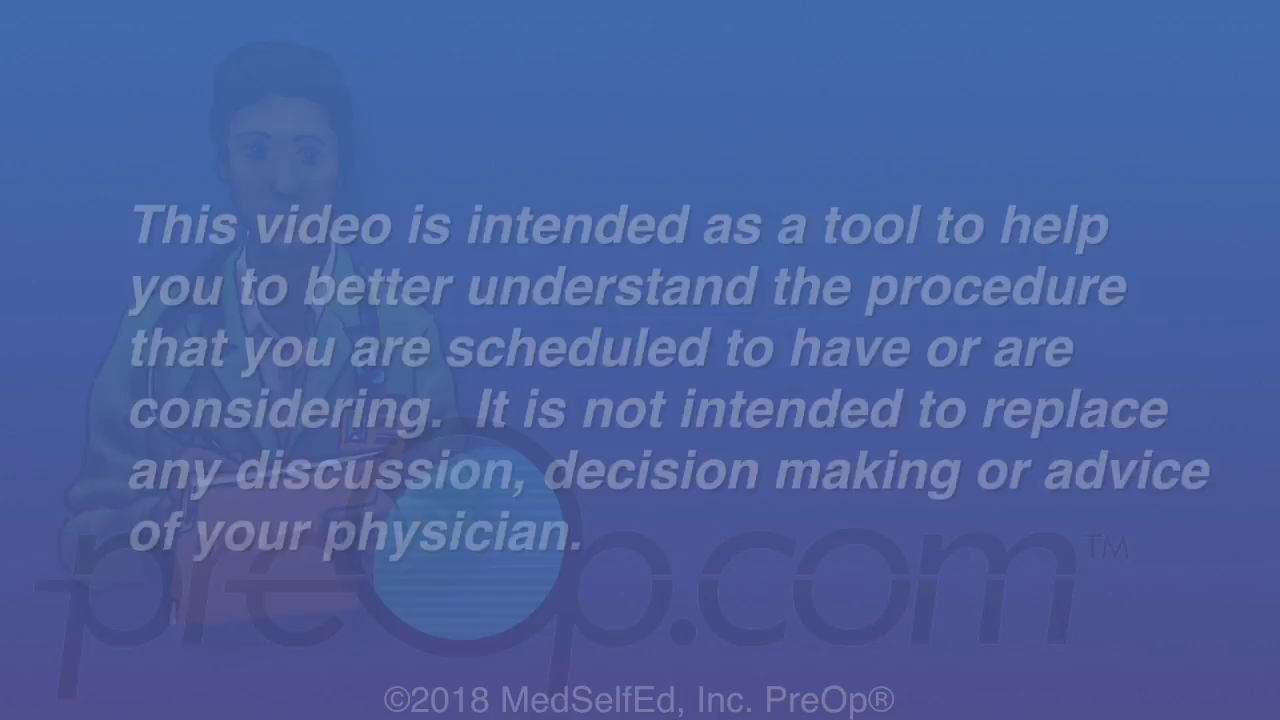 This video is intended as a tool to help
you to better understand the procedure
that you are scheduled to have or are
considering.  It is not intended to replace
any discussion, decision making or advice
of your physician.
preOp.com™
©2018 MedSelfEd, Inc. PreOp®